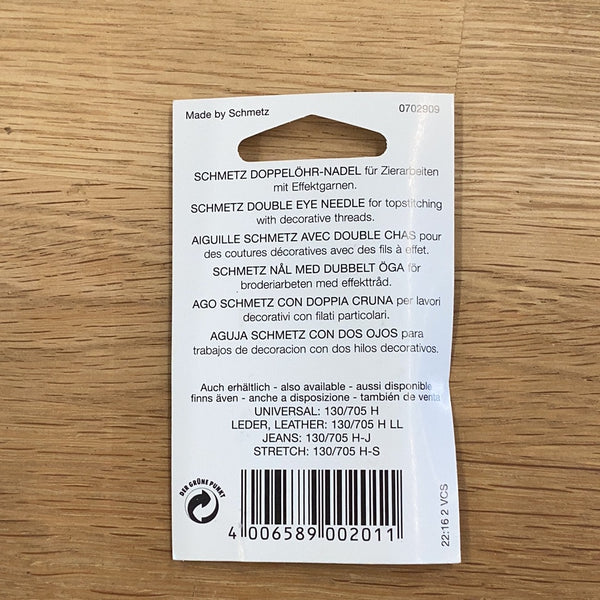 Made by Schmetz 0702909
SCHMETZ DOPPELÖHR-NADEL für Zierarbeiten
mit Effektgarnen.
SCHMETZ DOUBLE EYE NEEDLE for topstitching
with decorative threads.
AIGUILLE SCHMETZ AVEC DOUBLE CHAS pour
des coutures décoratives avec des fils à effet.
SCHMETZ NÅL MED DUBBELT ÖGA för
broderiarbeten med effekttråd.
AGO SCHMETZ CON DOPPIA CRUNA per lavori
decorativi con filati particolari.
AGUJA SCHMETZ CON DOS OJOS para
trabajos de decoracion con dos hilos decorativos.
Auch erhältlich - also available - aussi disponible
finns även - anche a disposizione - también de venta
UNIVERSAL: 130/705 H
LEDER, LEATHER: 130/705 H LL
JEANS: 130/705 H-J
STRETCH: 130/705 H-S
DER GRÜNE PUNKT
4 006589 002011
22:16 2 VCS